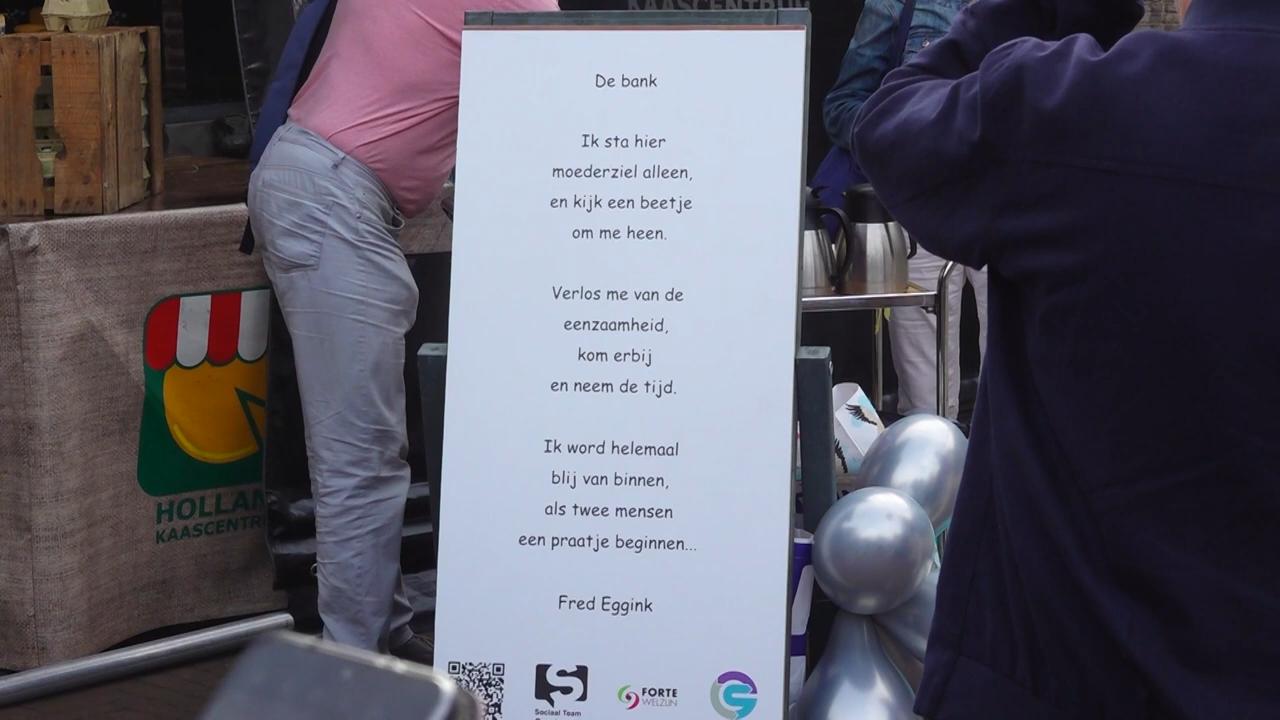 KAASCENTRUM
De bank
Ik sta hier
moederziel alleen,
en kijk een beetje
om me heen.
Verlos me van de
eenzaamheid,
kom erbij
en neem de tijd.
Ik word helemaal
blij van binnen,
als twee mensen
een praatje beginnen...
Fred Eggink
HOLLAN
KAASCENTR
Sociaal Team
FORTE
WELZIJN